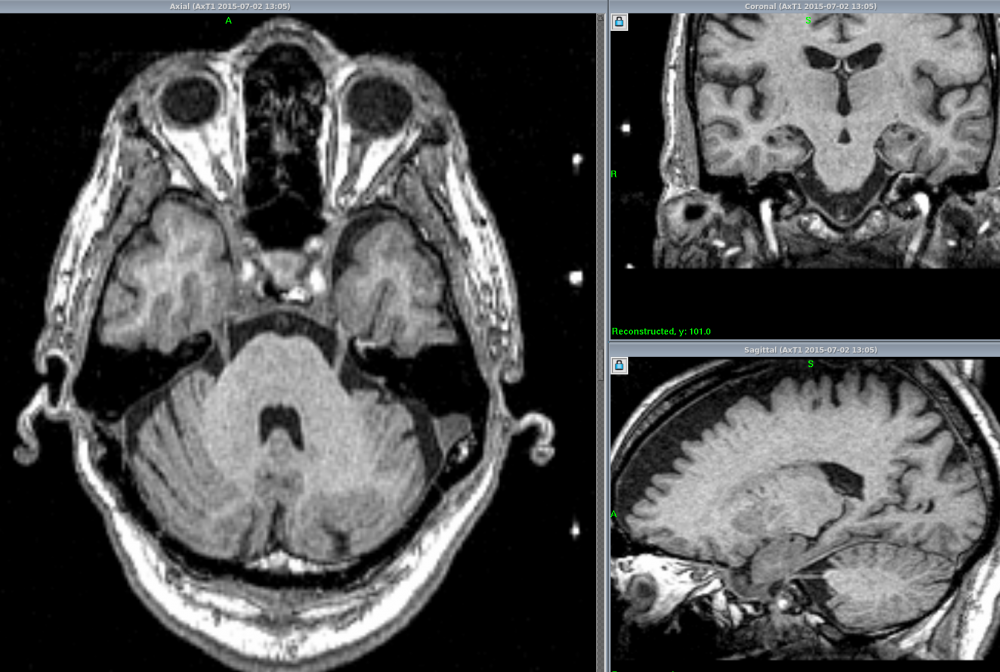 Axial (AxT1 2015-07-02 13:05)
A
Coronal (AxT1 2015-07-02 13:05)
S
R
Reconstructed, y: 101.0
Sagittal (AxT1 2015-07-02 13:05)
S
A